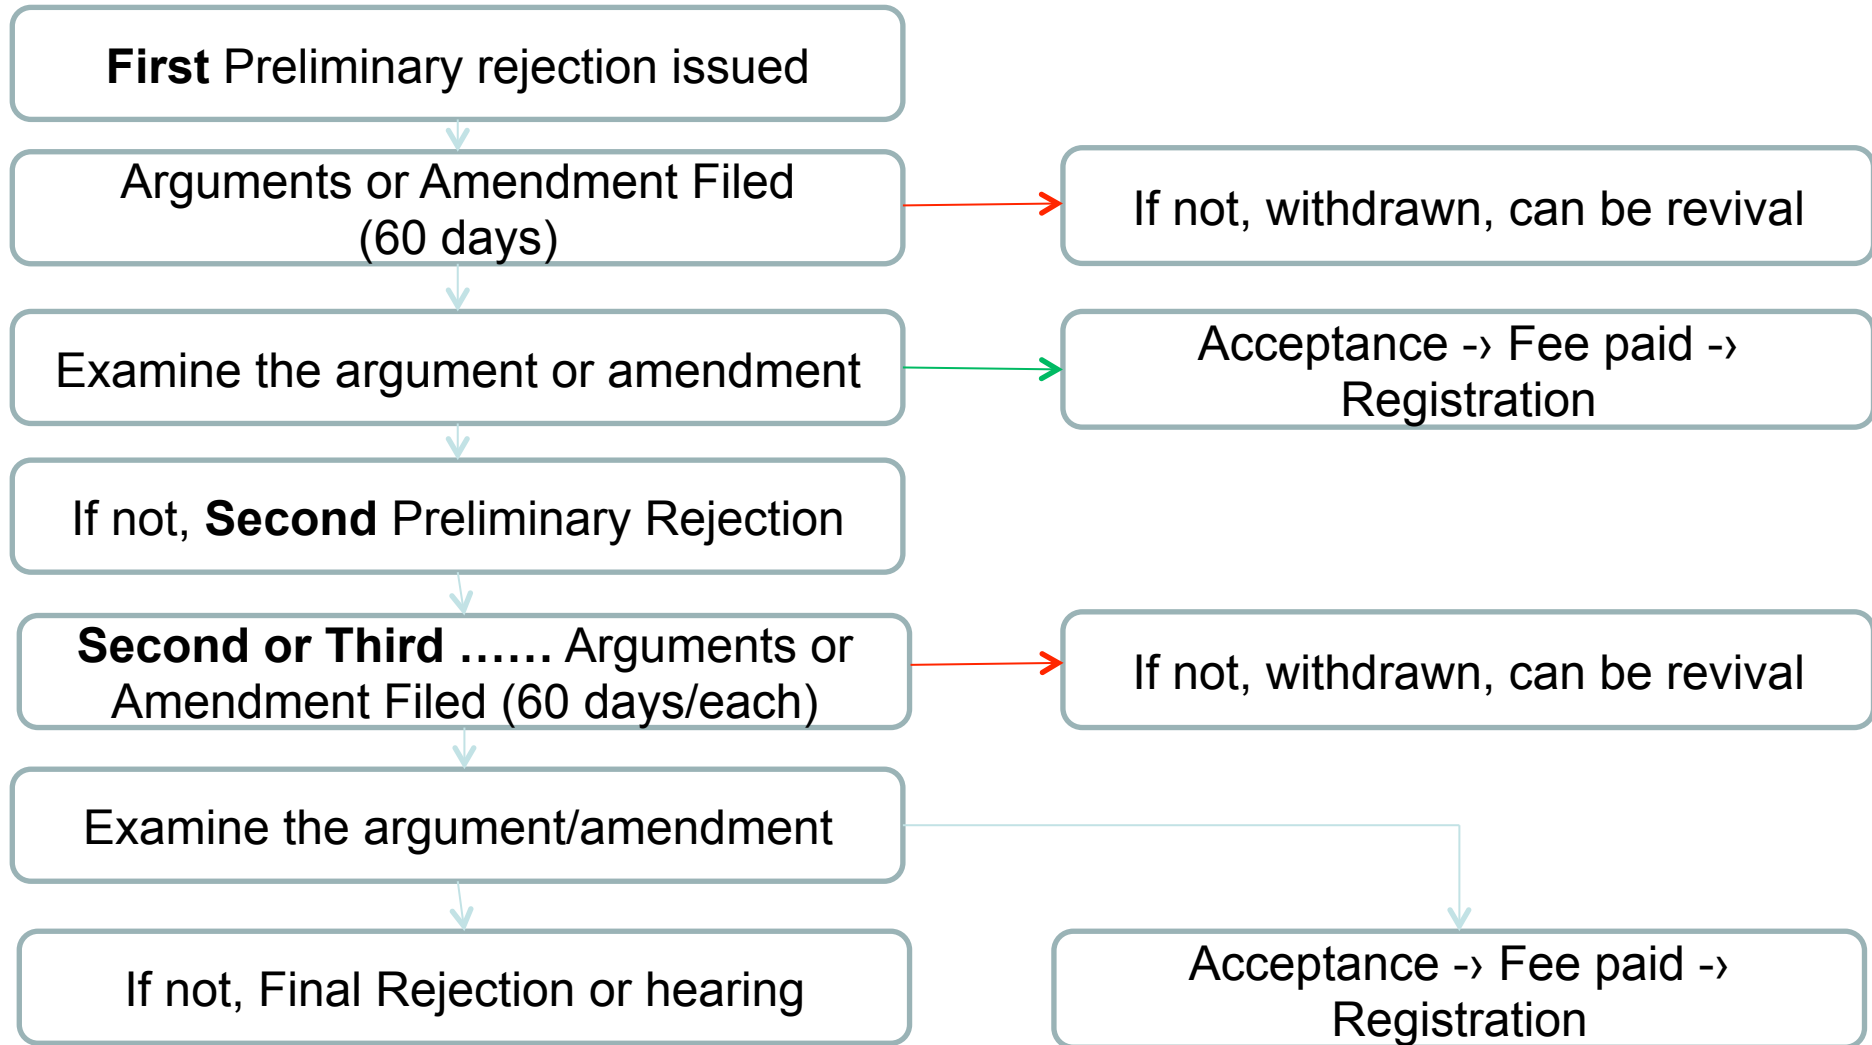 First Preliminary rejection issued
Arguments or Amendment Filed
(60 days)
If not, withdrawn, can be revival
Examine the argument or amendment
Acceptance -› Fee paid -›
Registration
If not, Second Preliminary Rejection
Second or Third …… Arguments or
Amendment Filed (60 days/each)
If not, withdrawn, can be revival
Examine the argument/amendment
If not, Final Rejection or hearing
Acceptance -› Fee paid -›
Registration